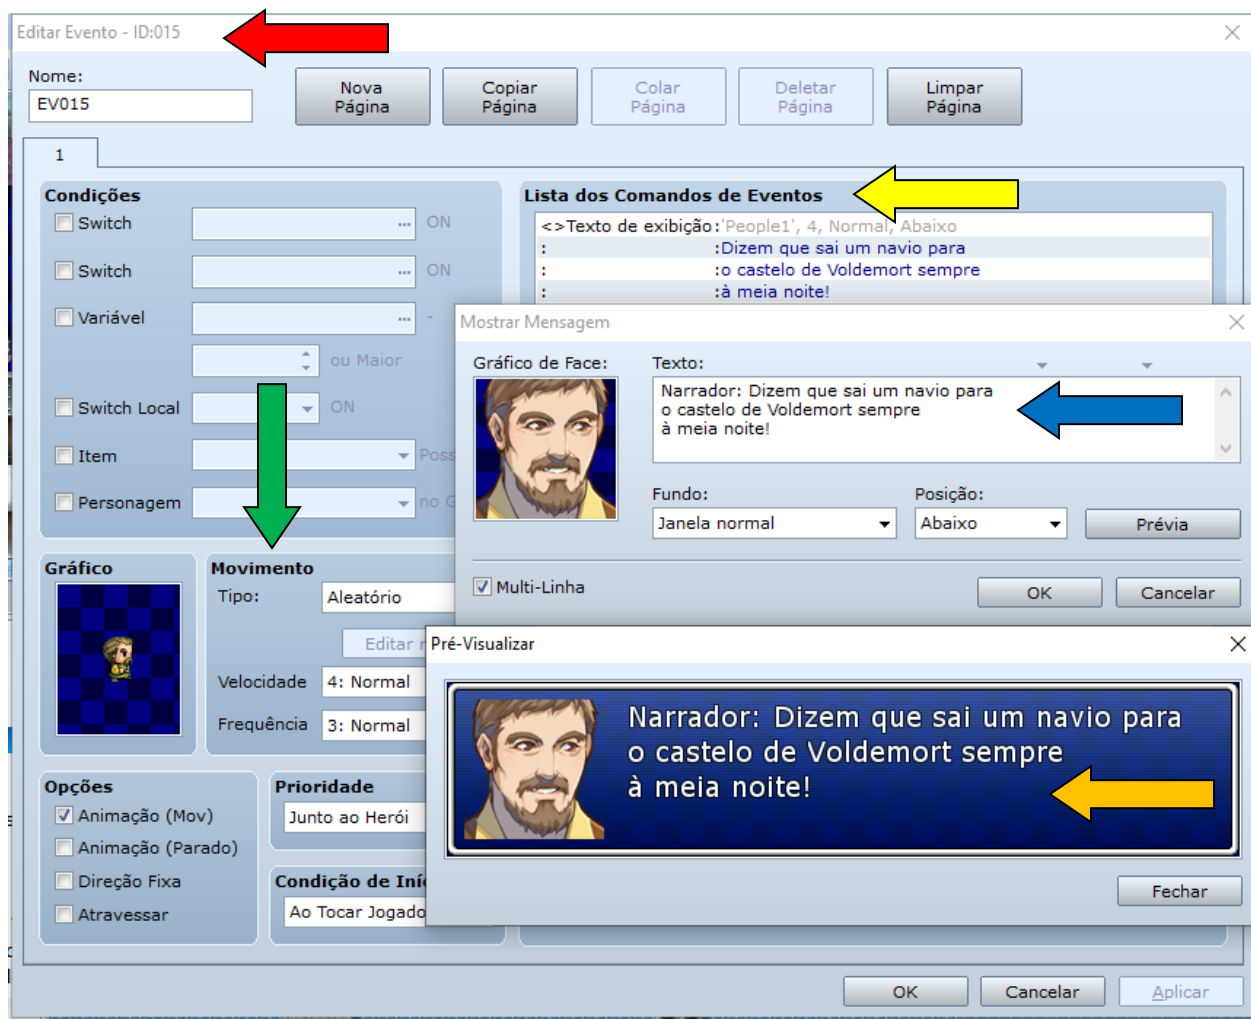 Editar Evento - ID:015
Nome:
EV015
Nova Página
Copiar Página
Colar Página
Deletar Página
Limpar Página
1
Condições
Switch ... ON
Switch ... ON
Variável ... -
ou Maior
Switch Local ON
Item
Personagem no
Lista dos Comandos de Eventos
<>Texto de exibição:'People1', 4, Normal, Abaixo
: :Dizem que sai um navio para
: :o castelo de Voldemort sempre
: :à meia noite!
Mostrar Mensagem
Gráfico de Face:
Texto:
Narrador: Dizem que sai um navio para
o castelo de Voldemort sempre
à meia noite!
Fundo:
Janela normal
Posição:
Abaixo
Prévia
Multi-Linha
OK
Cancelar
Gráfico
Movimento
Tipo: Aleatório
Editar
Velocidade 4: Normal
Frequência 3: Normal
Pré-Visualizar
Narrador: Dizem que sai um navio para
o castelo de Voldemort sempre
à meia noite!
Fechar
Opções
Animação (Mov)
Animação (Parado)
Direção Fixa
Atravessar
Prioridade
Junto ao Herói
Condição de
Ao Tocar
OK
Cancelar
Aplicar